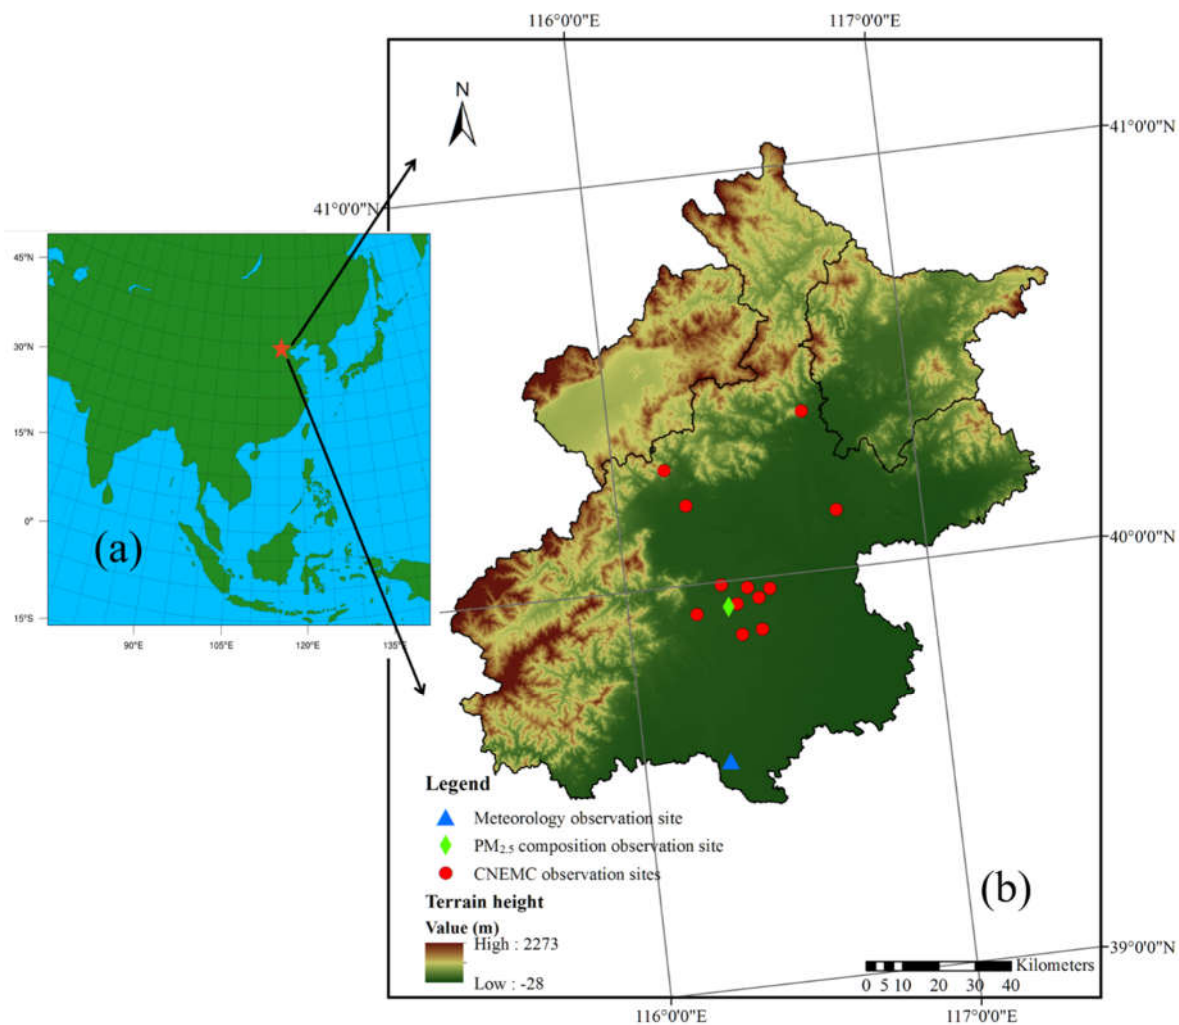 116°0'0"E 117°0'0"E
N
41°0'0"N
41°0'0"N
45°N
30°N
15°N
0°
15°S
90°E 105°E 120°E 135°E
(a)
40°0'0"N
Legend
Meteorology observation site
PM2.5 composition observation site
CNEMC observation sites
(b)
Terrain height
Value (m)
High : 2273
Low : -28
39°0'0"N
Kilometers
0 5 10 20 30 40
116°0'0"E 117°0'0"E